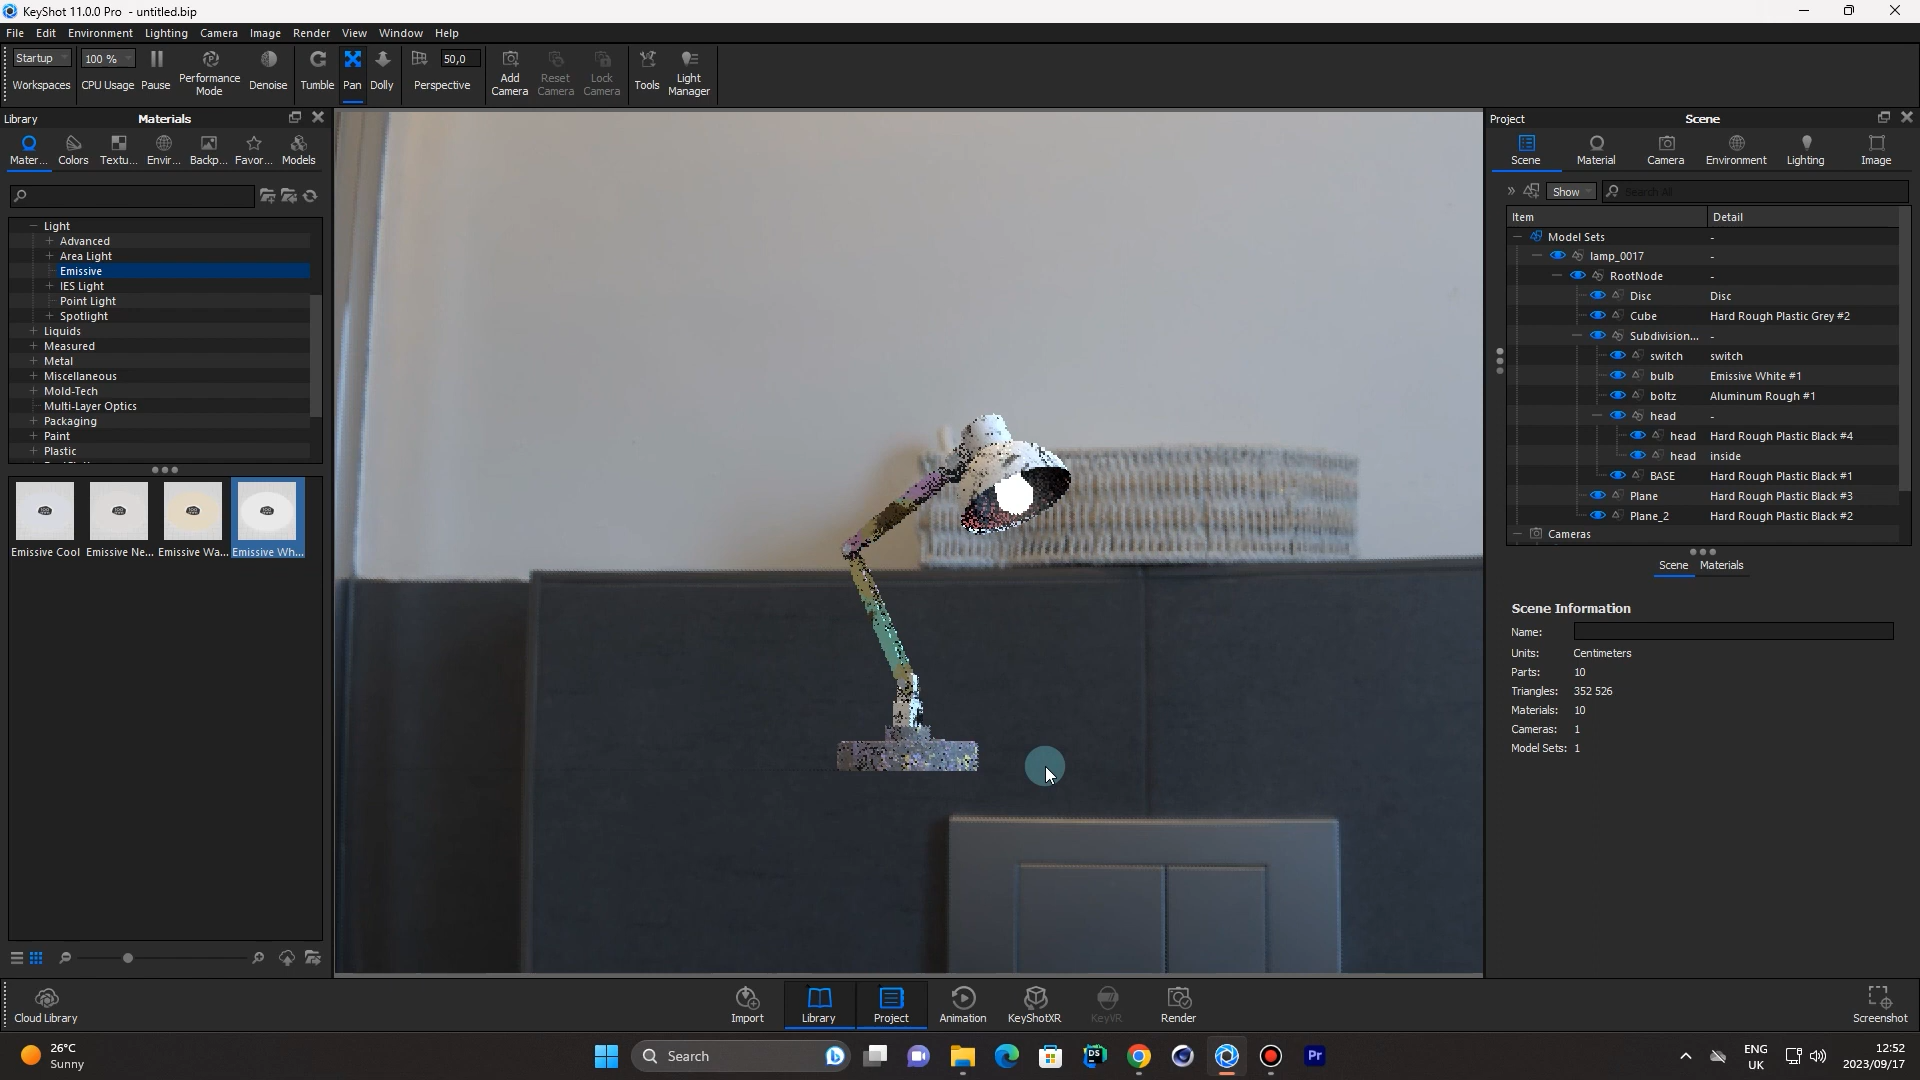 KeyShot 11.0.0 Pro - untitled.bip
File Edit Environment Lighting Camera Image Render View Window Help
Startup 100 % 50,0
Workspaces CPU Usage Pause Performance Mode Denoise Tumble Pan Dolly Perspective Add Camera Reset Camera Lock Camera Tools Light Manager
Library Materials
Mater... Colors Textu... Envir... Backp... Favor... Models
Light
Advanced
Area Light
Emissive
IES Light
Point Light
Spotlight
Liquids
Measured
Metal
Miscellaneous
Mold-Tech
Multi-Layer Optics
Packaging
Paint
Plastic
Emissive Cool Emissive Ne... Emissive Wa... Emissive Wh...
Project Scene
Scene Material Camera Environment Lighting Image
Show Search All
Item Detail
Model Sets -
lamp_0017 -
RootNode -
Disc Disc
Cube Hard Rough Plastic Grey #2
Subdivision... -
switch switch
bulb Emissive White #1
boltz Aluminum Rough #1
head -
head Hard Rough Plastic Black #4
head inside
BASE Hard Rough Plastic Black #1
Plane Hard Rough Plastic Black #3
Plane_2 Hard Rough Plastic Black #2
Cameras
Scene Materials
Scene Information
Name:
Units: Centimeters
Parts: 10
Triangles: 352 526
Materials: 10
Cameras: 1
Model Sets: 1
Cloud Library Import Library Project Animation KeyShotXR KeyVR Render Screenshot
26°C
Sunny
Search
DS
Pr
ENG
UK
12:52
2023/09/17